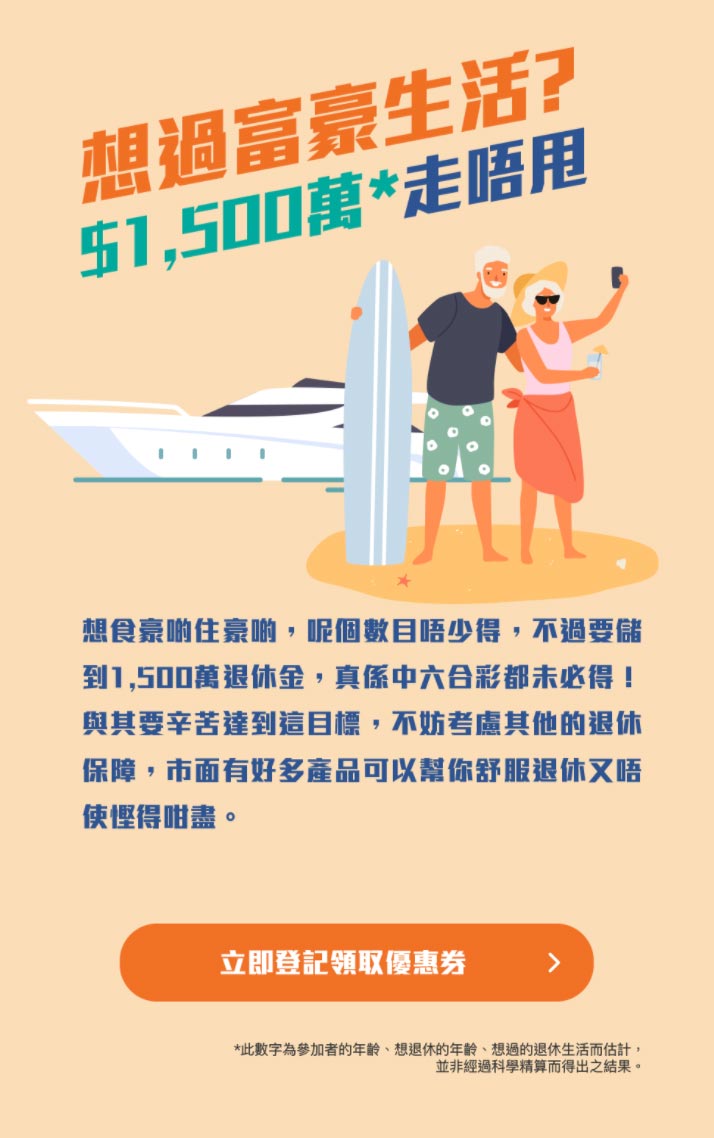 想過富豪生活?
$1,500萬*走唔甩
想食豪啲住豪啲，呢個數目唔少得，不過要儲
到1,500萬退休金，真係中六合彩都未必得！
與其要辛苦達到這目標，不妨考慮其他的退休
保障，市面有好多產品可以幫你舒服退休又唔
使慳得咁盡。
立即登記領取優惠券
*此數字為參加者的年齡、想退休的年齡、想過的退休生活而估計，
並非經過科學精算而得出之結果。